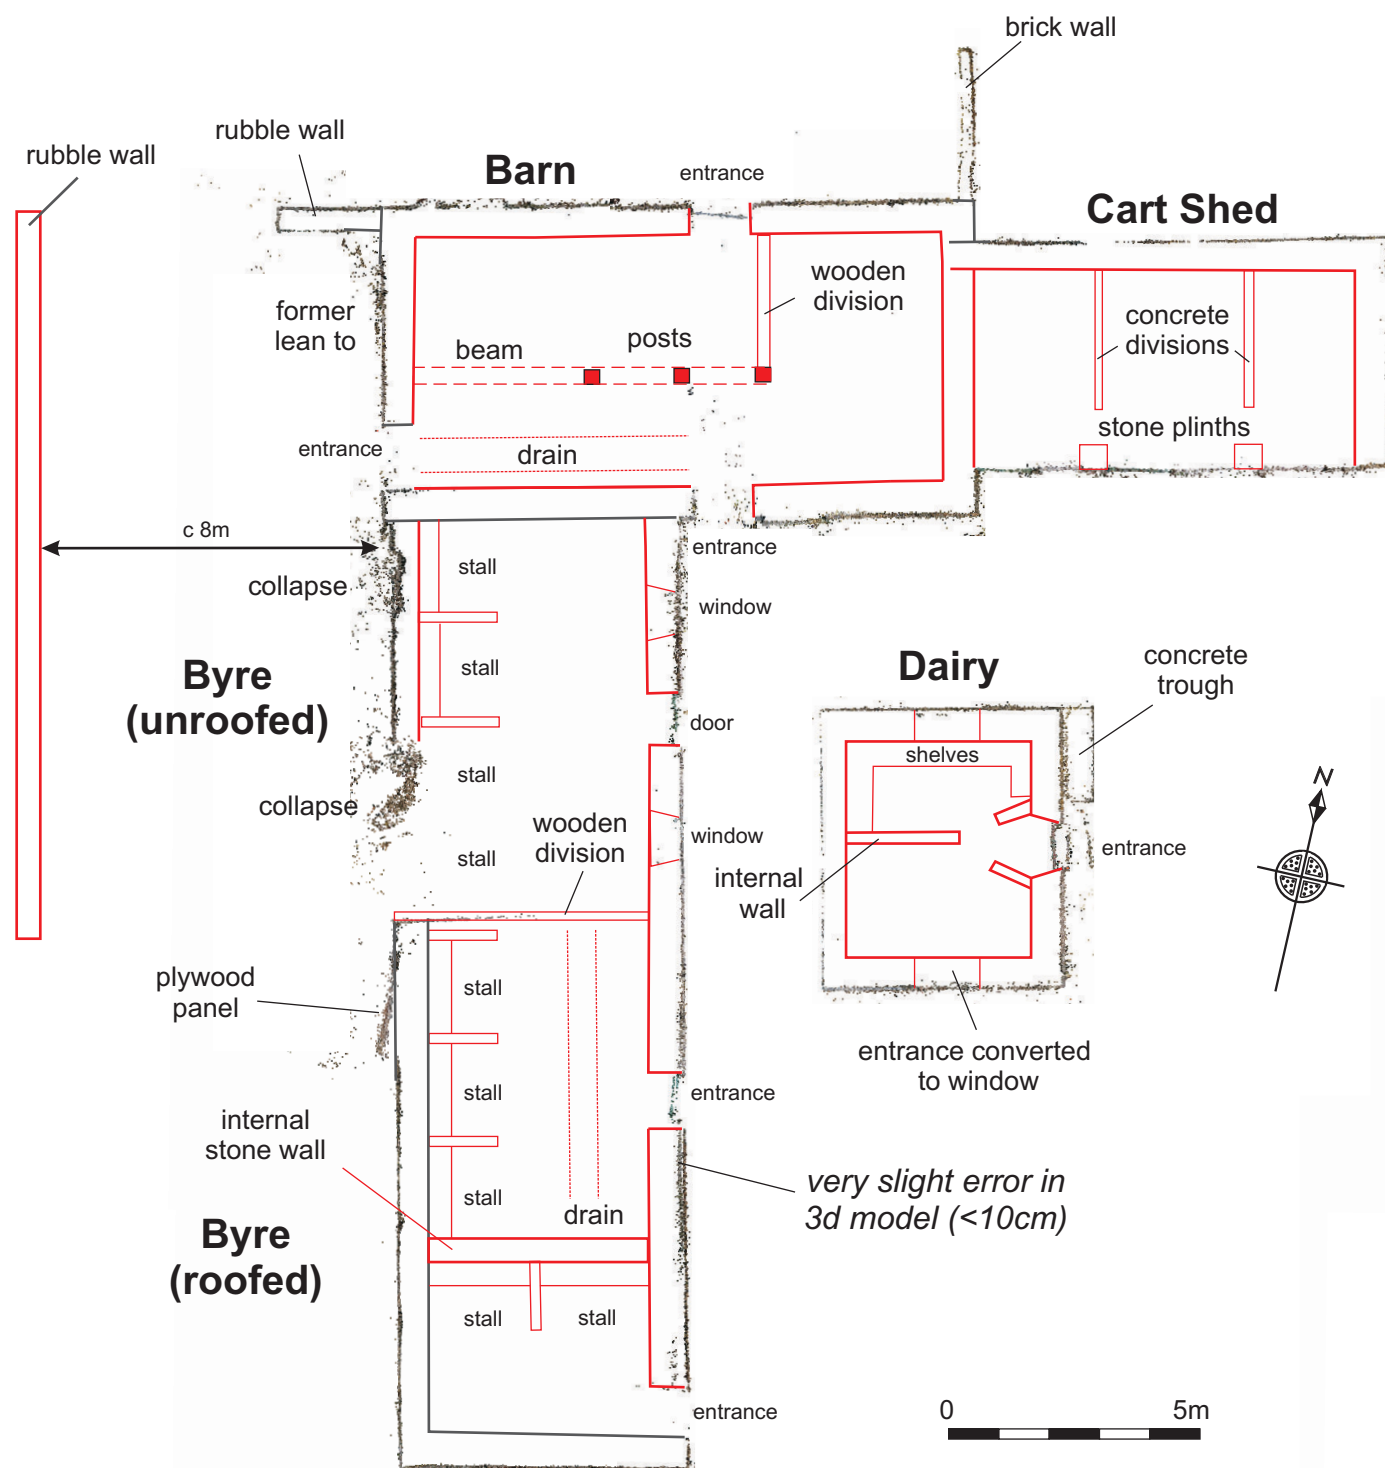 brick wall
rubble wall
rubble wall
Barn
entrance
Cart Shed
wooden
division
former
lean to
concrete
divisions
beam
posts
stone plinths
entrance
drain
c 8m
entrance
stall
collapse
window
Byre
(unroofed)
stall
Dairy
concrete
trough
door
shelves
stall
collapse
wooden
division
window
stall
entrance
internal
wall
N
plywood
panel
stall
entrance converted
to window
stall
entrance
internal
stone wall
stall
drain
very slight error in
3d model (<10cm)
Byre
(roofed)
stall
stall
entrance
0
5m